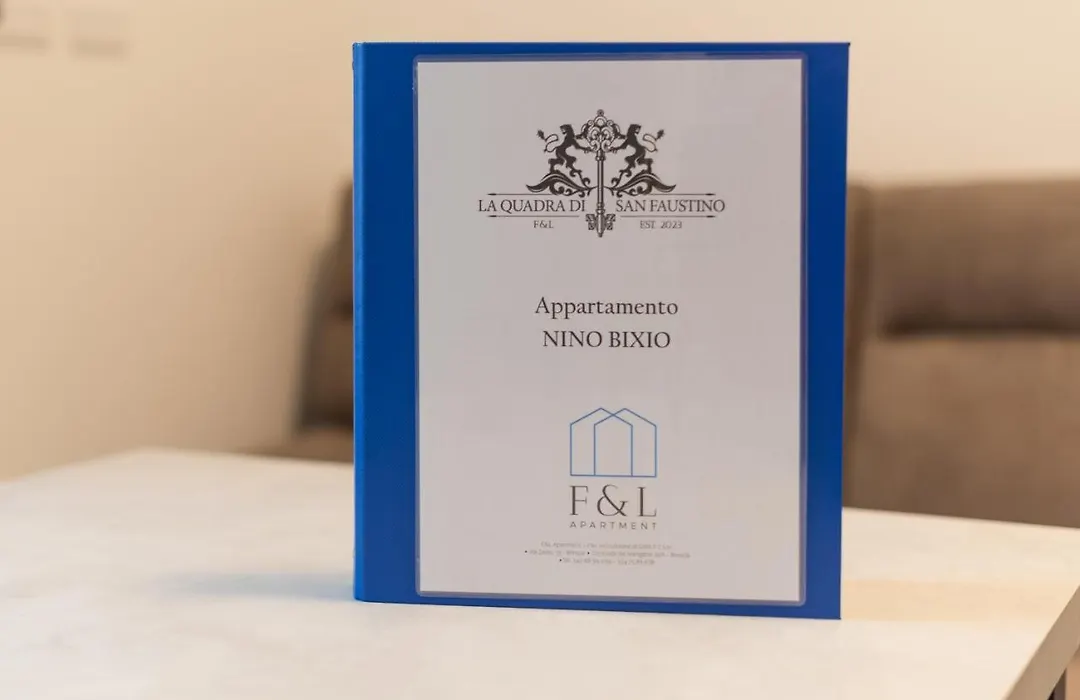 LA QUADRA DI SAN FAUSTINO
F&L EST. 2023
Appartamento
NINO BIXIO
F&L
APARTMENT